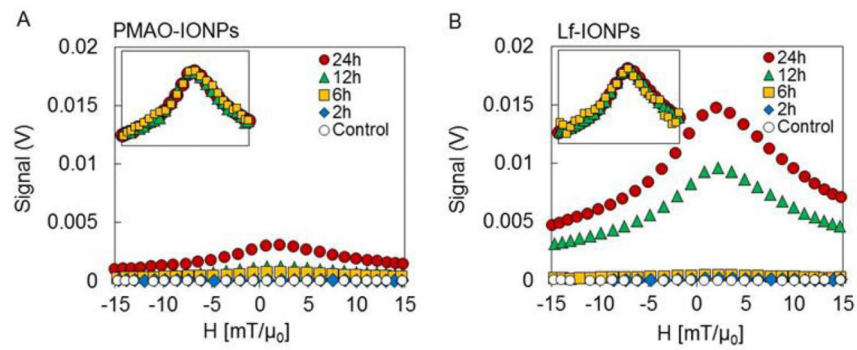 A
PMAO-IONPs
0.02
0.015
0.01
0.005
0
Signal (V)
24h
12h
6h
2h
Control
-15 -10 -5 0 5 10 15
H [mT/μ₀]
B
Lf-IONPs
0.02
0.015
0.01
0.005
0
Signal (V)
24h
12h
6h
2h
Control
-15 -10 -5 0 5 10 15
H [mT/μ₀]